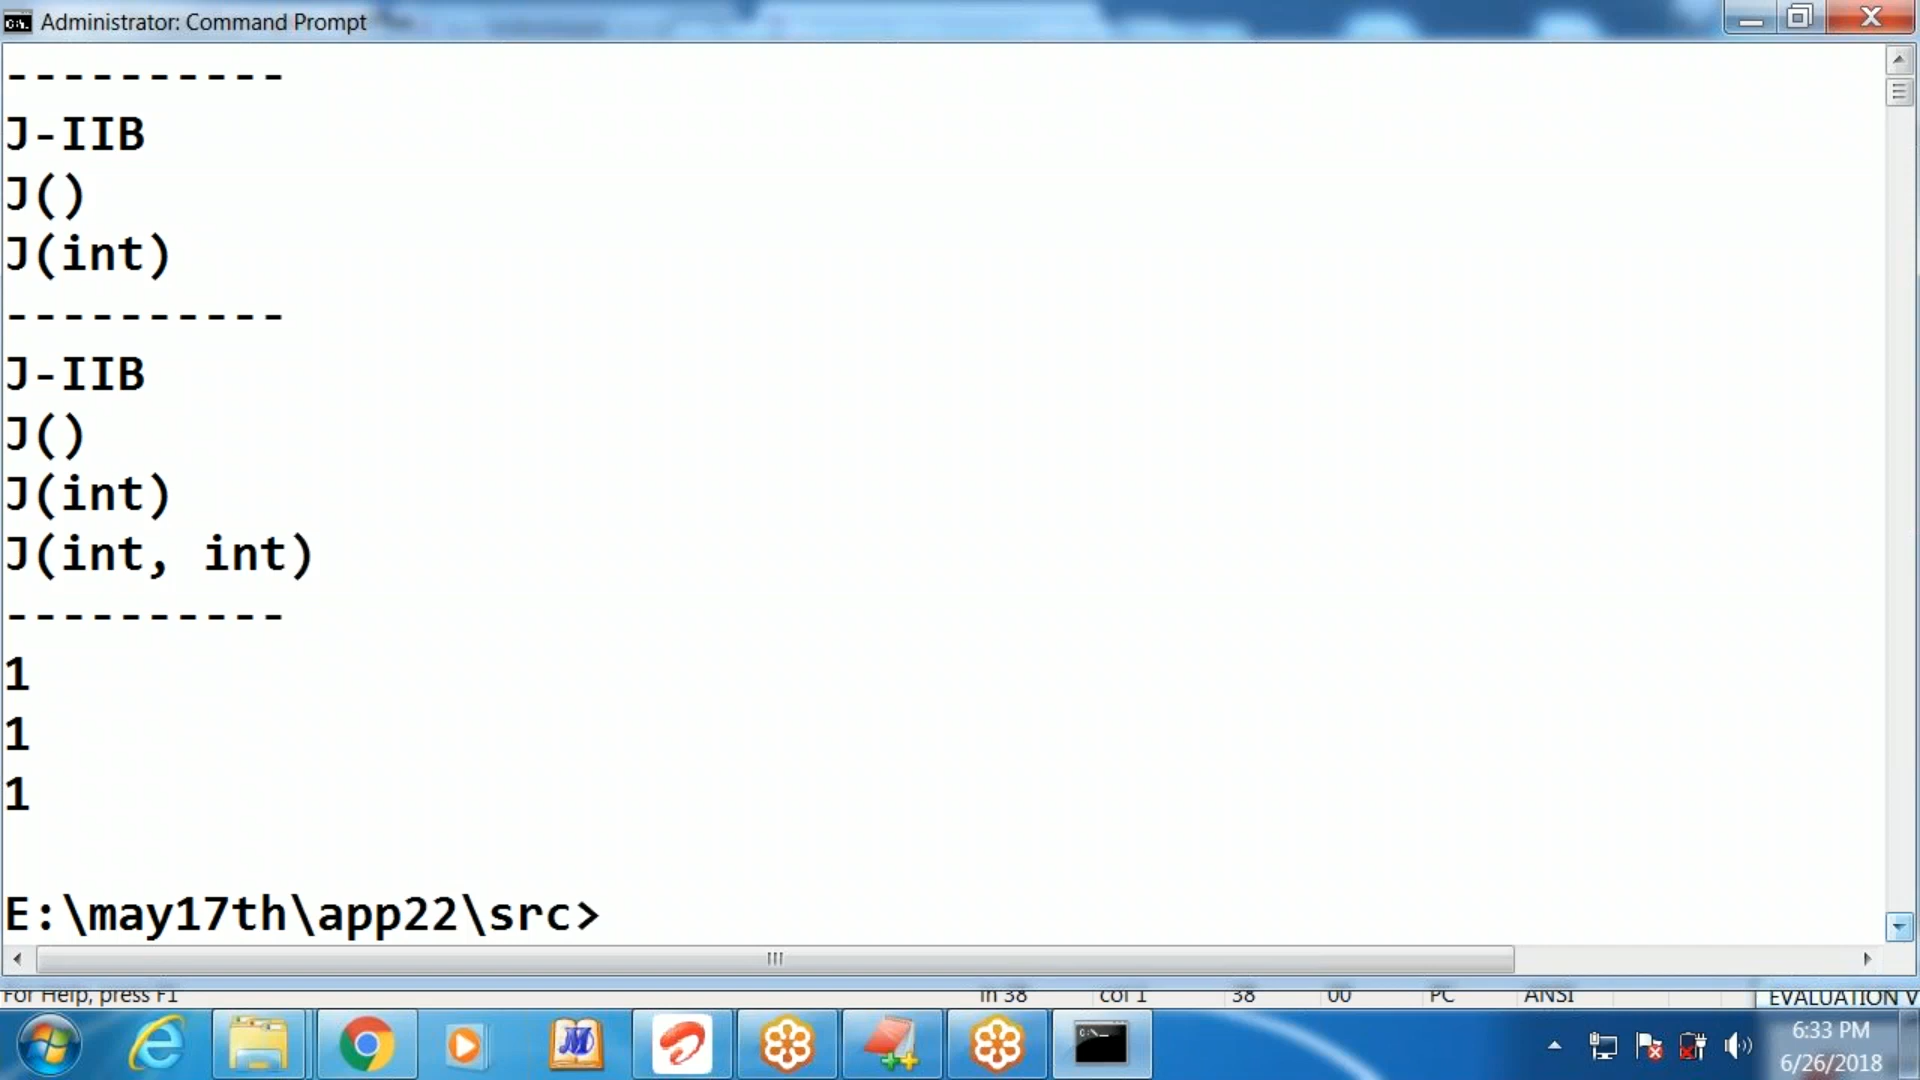 Administrator: Command Prompt
----------
J-IIB
J()
J(int)
----------
J-IIB
J()
J(int)
J(int, int)
----------
1
1
1
E:\may17th\app22\src>
For Help, press F1 ln 38 col 1 38 00 PC ANSI EVALUATION V
6:33 PM
6/26/2018